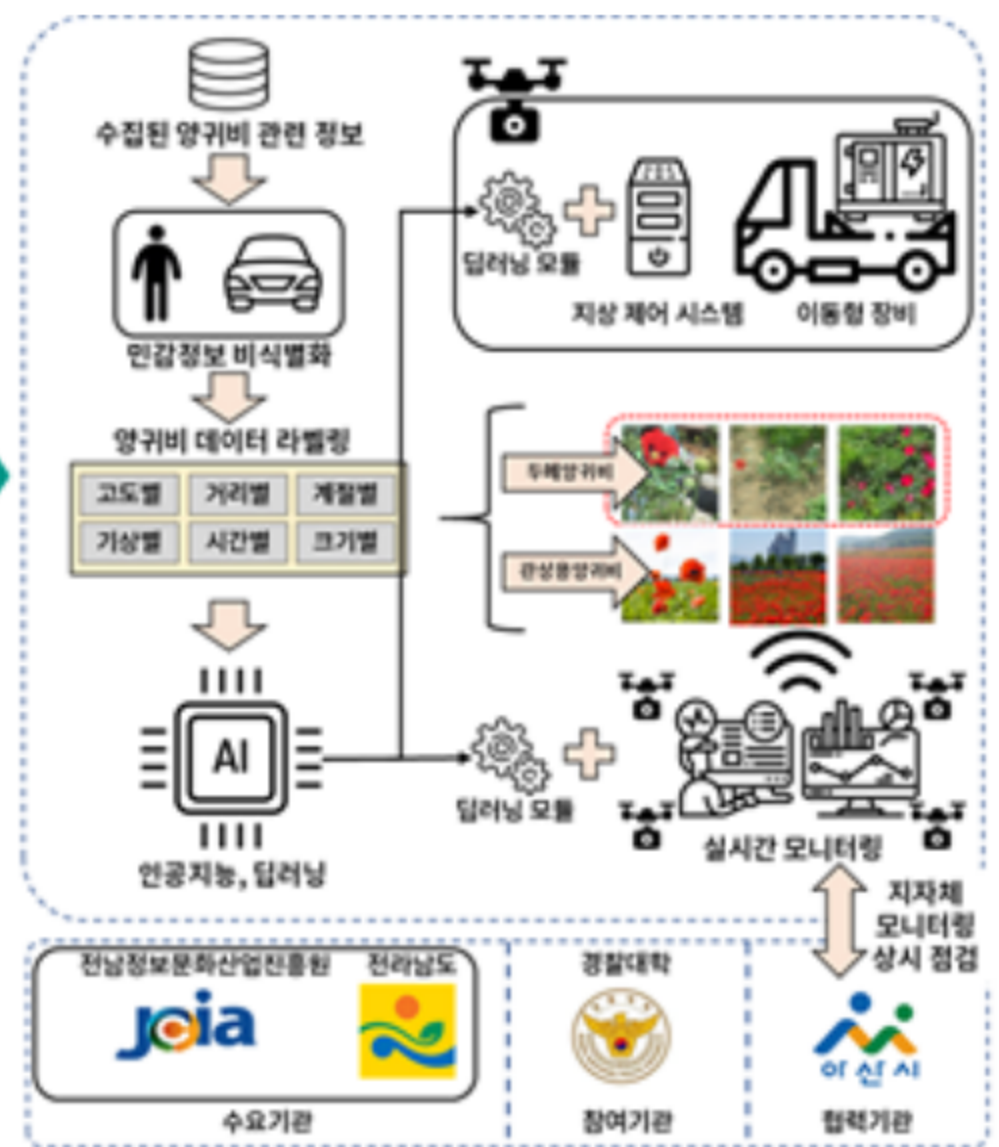 수집된 양귀비 관련 정보
민감정보 비식별화
양귀비 데이터 라벨링
고도별 거리별 계절별
기상별 시간별 크기별
AI
인공지능, 딥러닝
딥러닝 모듈
지상 제어 시스템
이동형 장비
두메양귀비
관상용양귀비
딥러닝 모듈
실시간 모니터링
지자체
모니터링
상시 점검
전남정보문화산업진흥원
전라남도
jcia
수요기관
경찰대학
참여기관
아산시
협력기관